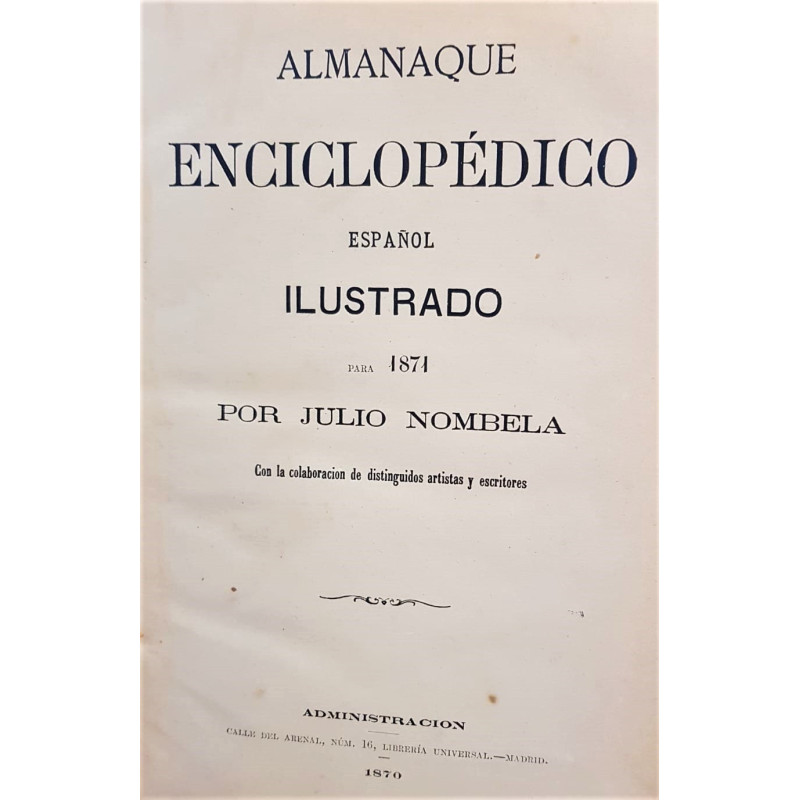 ALMANAQUE
ENCICLOPÉDICO
ESPAÑOL
ILUSTRADO
PARA 1871
POR JULIO NOMBELA
Con la colaboracion de distinguidos artistas y escritores
ADMINISTRACION
CALLE DEL ARENAL, NÚM. 16, LIBRERÍA UNIVERSAL.—MADRID.
1870